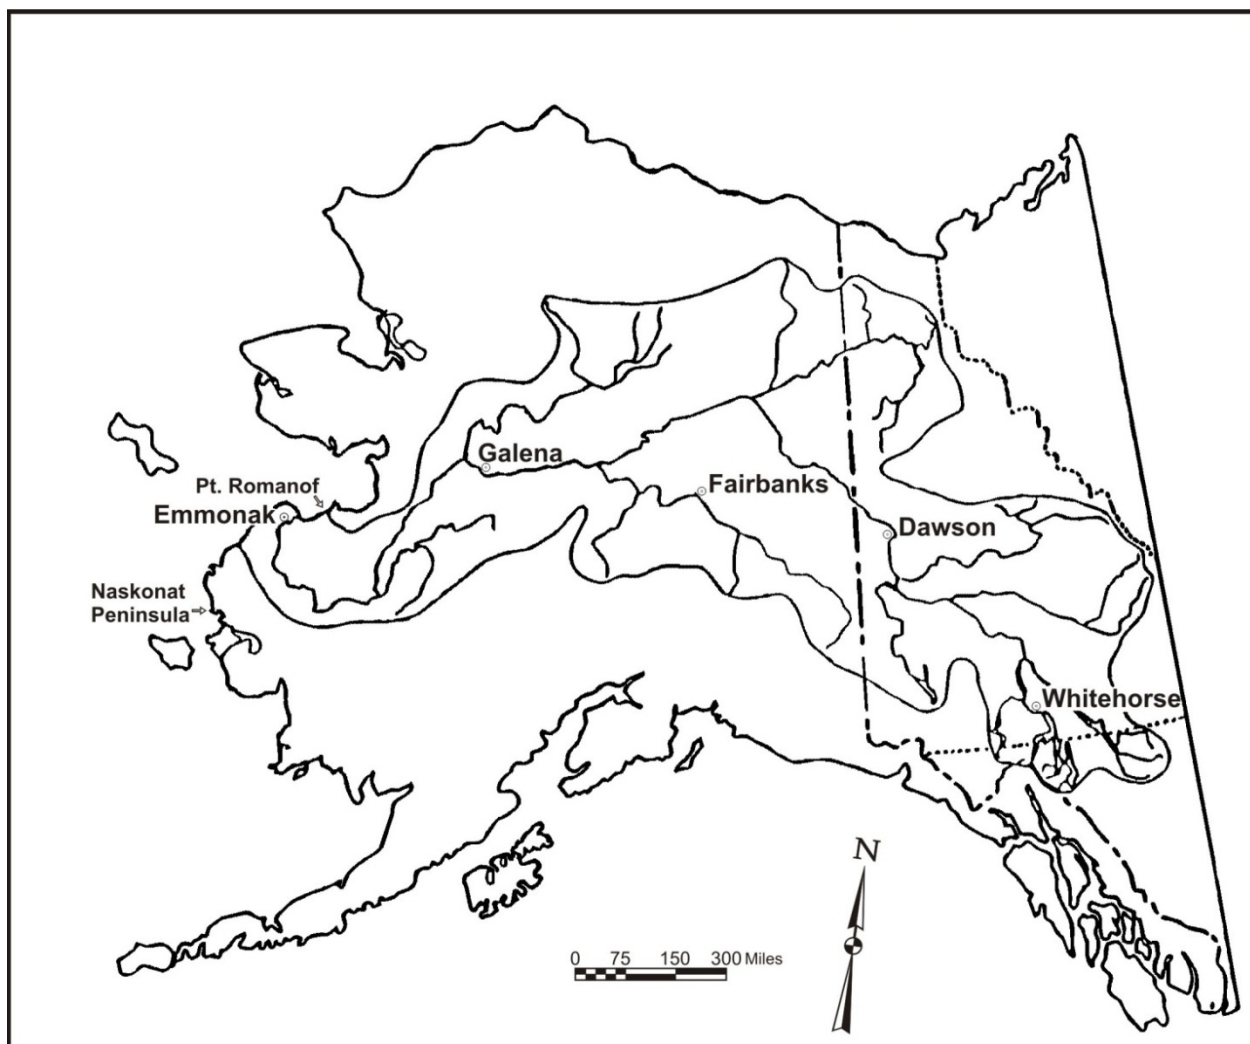 Galena
Pt. Romanof
Fairbanks
Emmonak
Dawson
Naskonat
Peninsula
Whitehorse
N
0 75 150 300 Miles